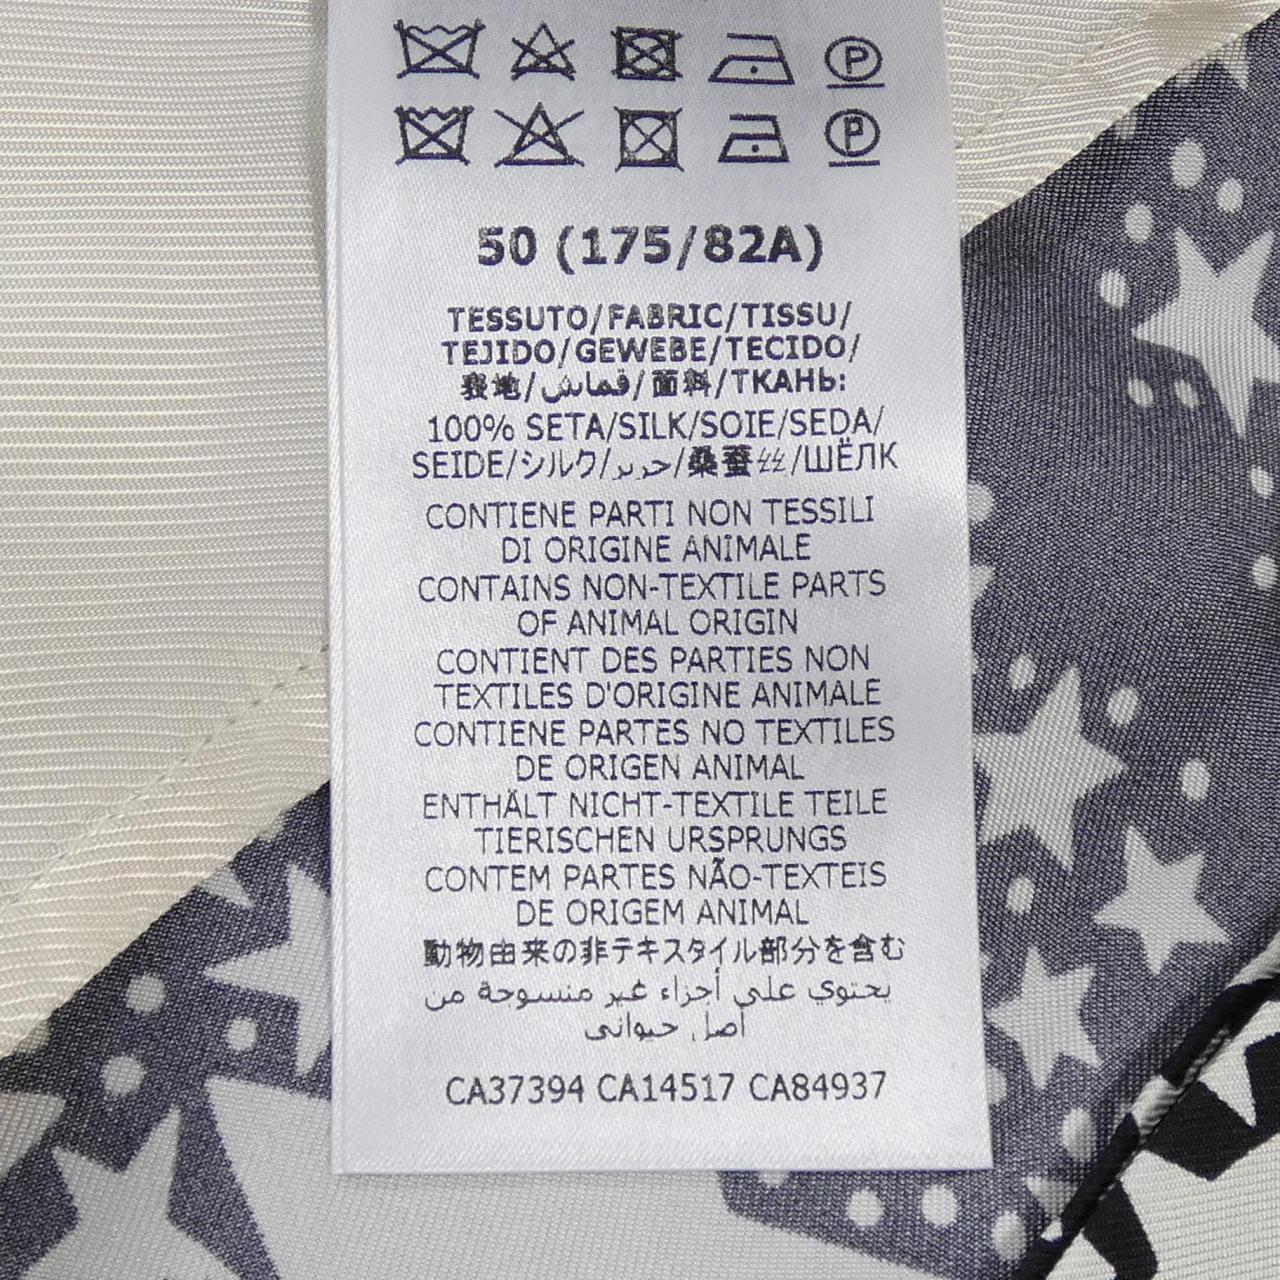 P
P
50 (175/82A)
TESSUTO/FABRIC/TISSU/
TEJIDO/GEWEBE/TECIDO/
表地/قماش/面料/ТКАНЬ:
100% SETA/SILK/SOIE/SEDA/
SEIDE/シルク/حرير/桑蚕丝/ШЁЛК
CONTIENE PARTI NON TESSILI
DI ORIGINE ANIMALE
CONTAINS NON-TEXTILE PARTS
OF ANIMAL ORIGIN
CONTIENT DES PARTIES NON
TEXTILES D'ORIGINE ANIMALE
CONTIENE PARTES NO TEXTILES
DE ORIGEN ANIMAL
ENTHÄLT NICHT-TEXTILE TEILE
TIERISCHEN URSPRUNGS
CONTEM PARTES NÃO-TEXTEIS
DE ORIGEM ANIMAL
動物由来の非テキスタイル部分を含む
يحتوي على أجزاء غير منسوجة من
أصل حيواني
CA37394 CA14517 CA84937